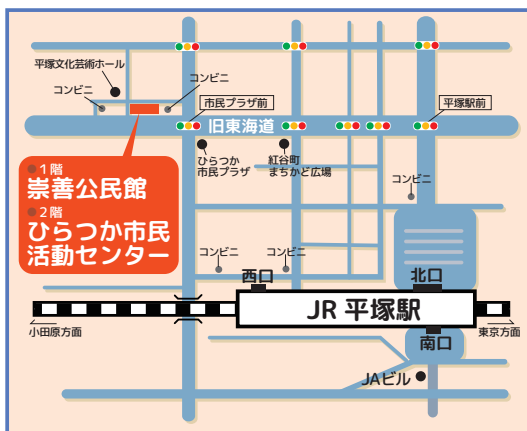 平塚文化芸術ホール
コンビニ
コンビニ
市民プラザ前
平塚駅前
旧東海道
ひらつか
市民プラザ
紅谷町
まちかど広場
1階
崇善公民館
2階
ひらつか市民
活動センター
コンビニ
コンビニ
コンビニ
西口
北口
JR 平塚駅
小田原方面
東京方面
南口
JAビル